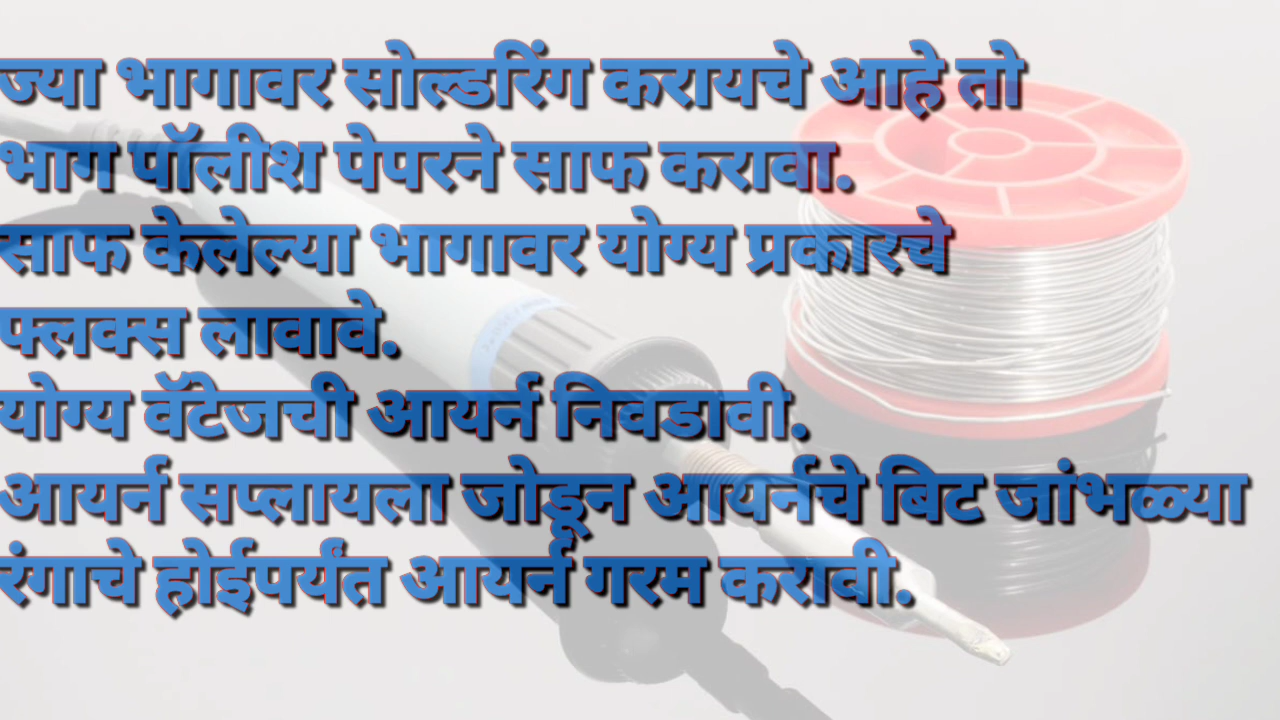 ज्या भागावर सोल्डरिंग करायचे आहे तो
भाग पॉलीश पेपरने साफ करावा.
साफ केलेल्या भागावर योग्य प्रकारचे
फ्लक्स लावावे.
योग्य वॅटेजची आयर्न निवडावी.
आयर्न सप्लायला जोडून आयर्नचे बिट जांभळ्या
रंगाचे होईपर्यंत आयर्न गरम करावी.